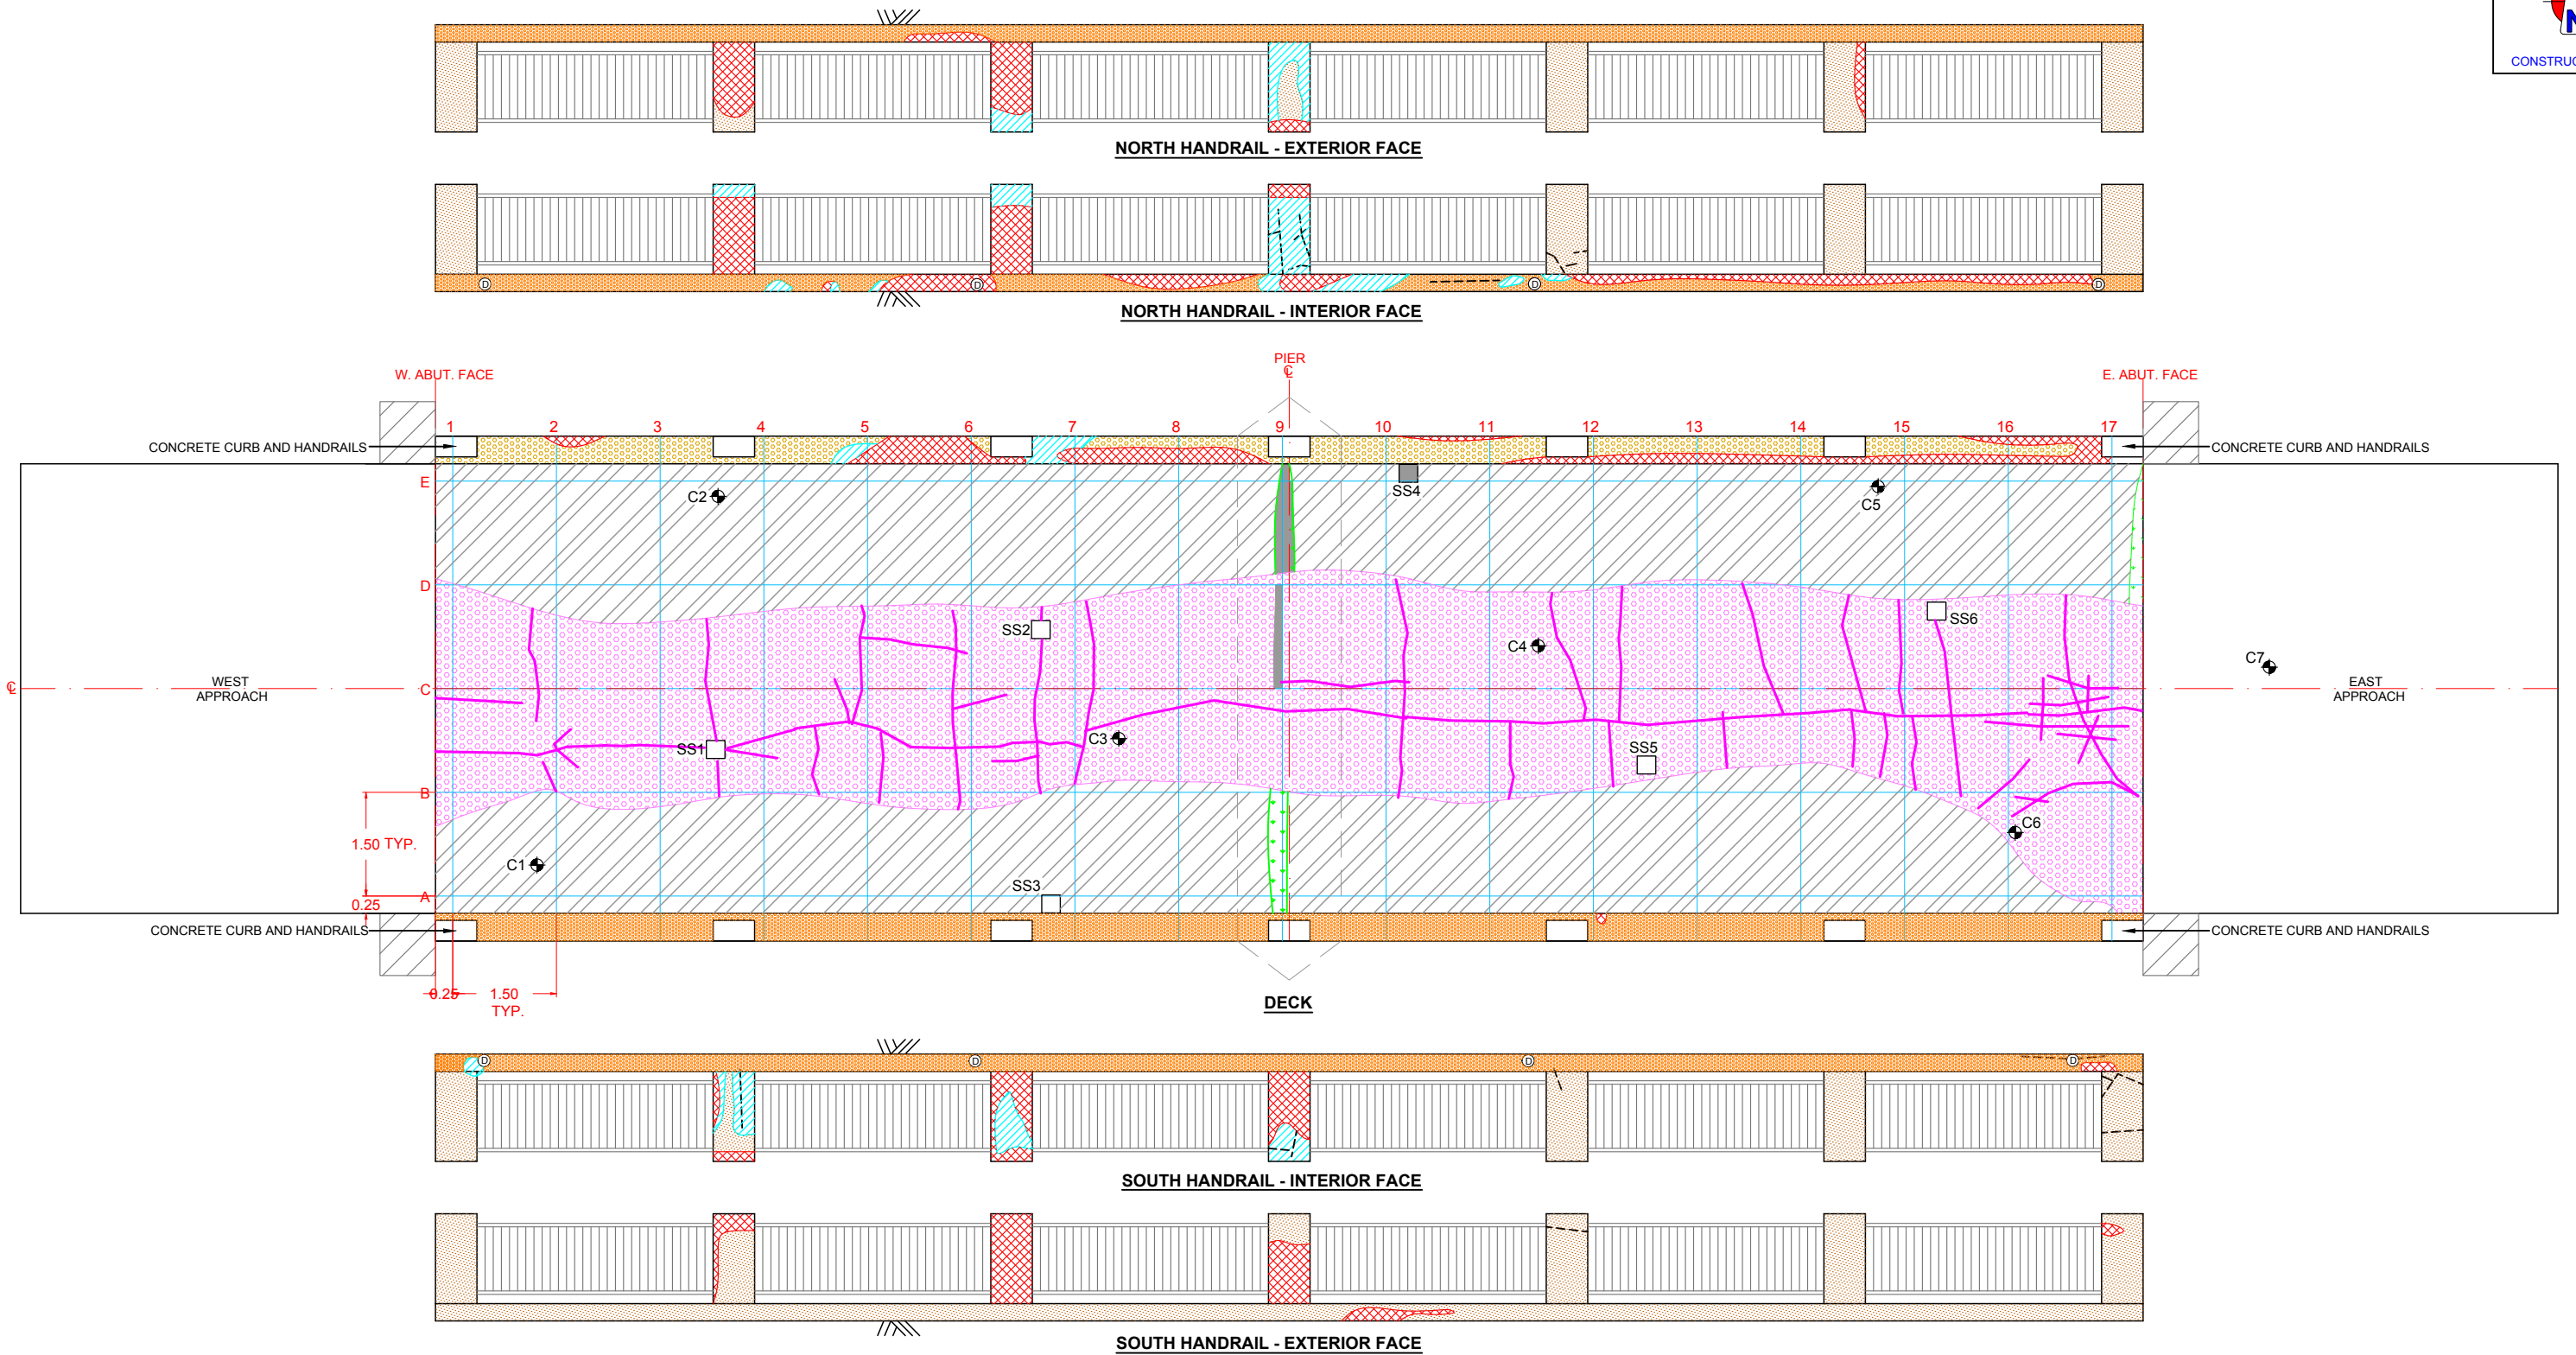 CONSTRUC
NORTH HANDRAIL - EXTERIOR FACE
D D D D
NORTH HANDRAIL - INTERIOR FACE
PIER
℄
W. ABUT. FACE
E. ABUT. FACE
1 2 3 4 5 6 7 8 9 10 11 12 13 14 15 16 17
CONCRETE CURB AND HANDRAILS
CONCRETE CURB AND HANDRAILS
E
C2
SS4
C5
D
SS2
SS6
C4
C7
℄
WEST
APPROACH
C
EAST
APPROACH
C3
SS1
SS5
B
C6
1.50 TYP.
C1
SS3
A
0.25
CONCRETE CURB AND HANDRAILS
CONCRETE CURB AND HANDRAILS
0.25
1.50
TYP.
DECK
D D D D
SOUTH HANDRAIL - INTERIOR FACE
SOUTH HANDRAIL - EXTERIOR FACE